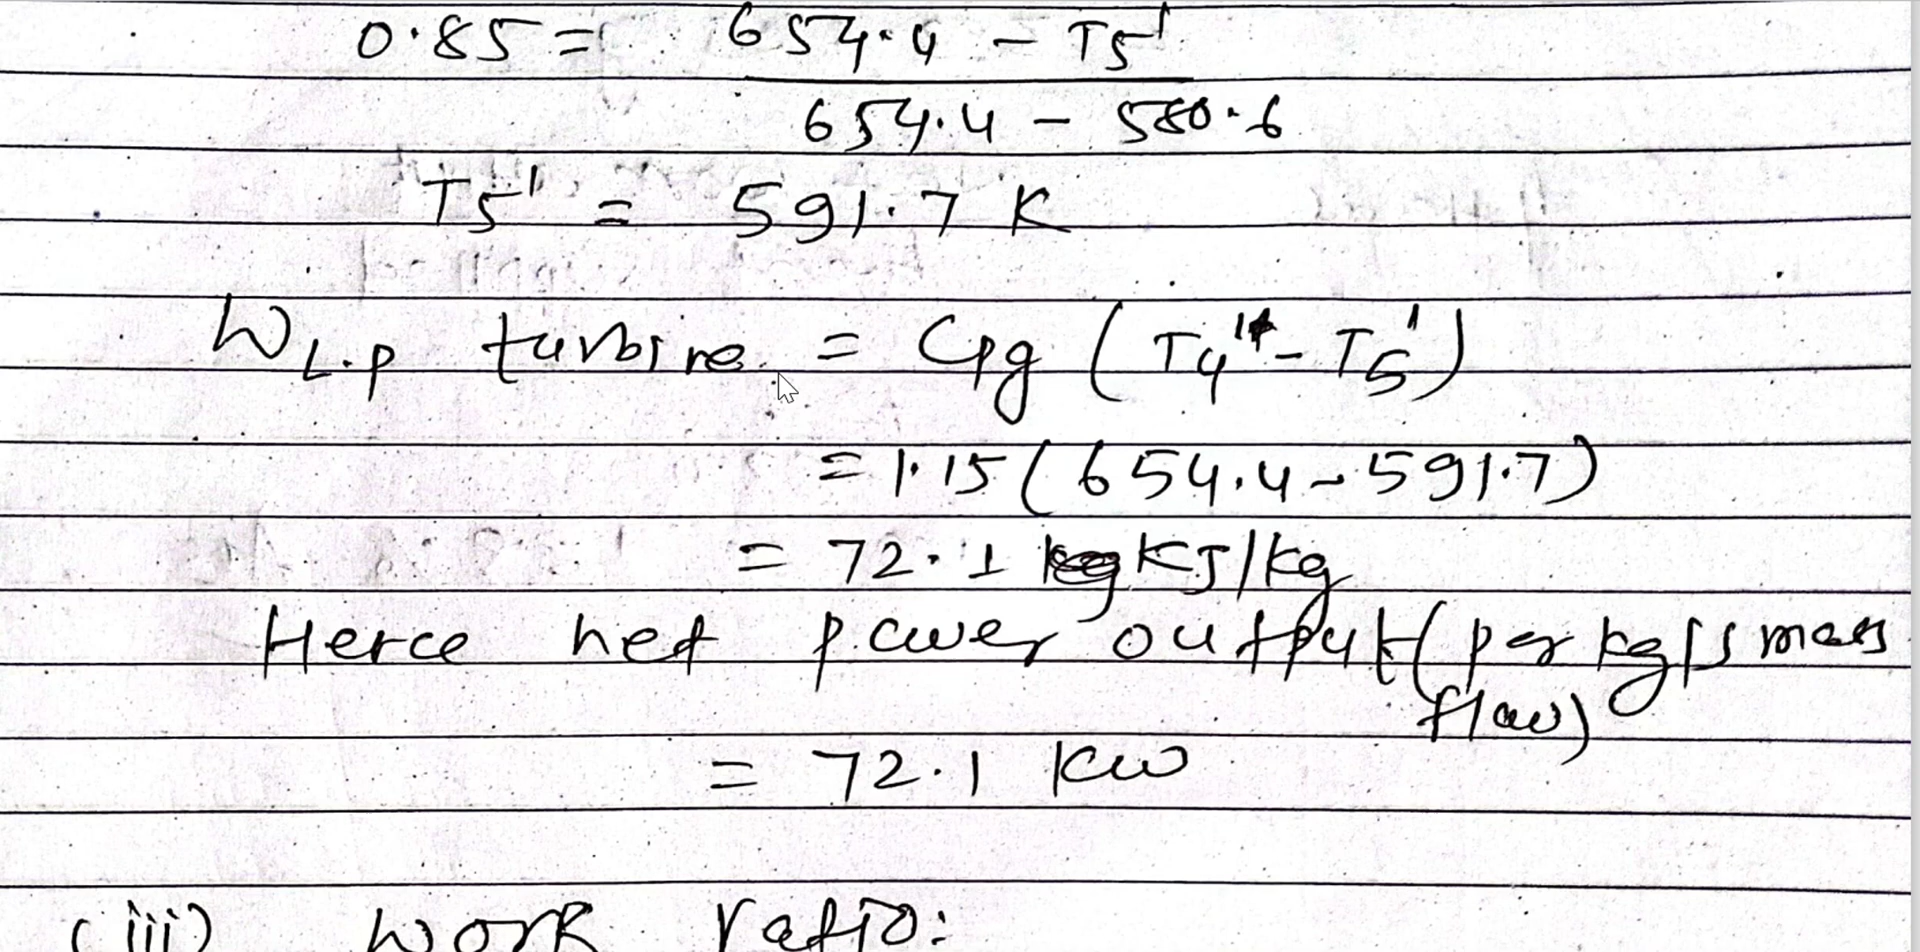 0.85 = 654.4 - T5'
654.4 - 580.6
T5' = 591.7 K
W L.P turbine = Cpg (T4' - T5')
= 1.15 (654.4 - 591.7)
= 72.1 KJ/kg
Hence net power output (per kg/s mass
flow)
= 72.1 KW
(iii) Work ratio: